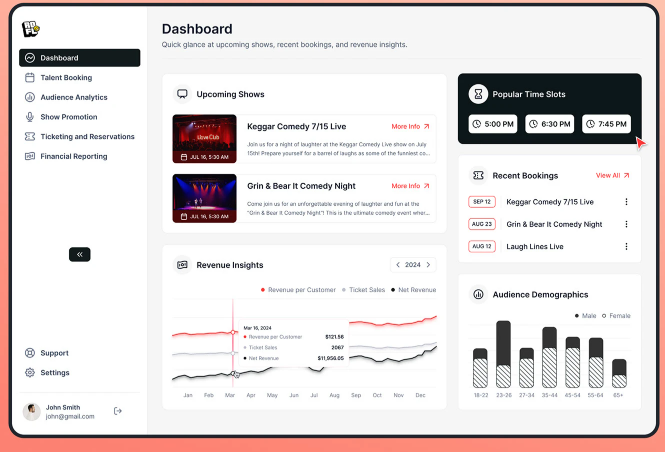 Dashboard
Talent Booking
Audience Analytics
Show Promotion
Ticketing and Reservations
Financial Reporting
Support
Settings
John Smith
john@gmail.com
Dashboard
Quick glance at upcoming shows, recent bookings, and revenue insights.
Upcoming Shows
JUL 16, 5:30 AM
Keggar Comedy 7/15 Live
More Info
Join us for a night of laughter at the Keggar Comedy Live show on July
15th! Prepare yourself for a barrel of laughs as some of the funniest co...
JUL 16, 5:30 AM
Grin & Bear It Comedy Night
More Info
Come join us for an unforgettable evening of laughter and fun at the
"Grin & Bear It Comedy Night"! This is the ultimate comedy event wher...
Revenue Insights
2024
Revenue per Customer
Ticket Sales
Net Revenue
Mar 16, 2024
Revenue per Customer $121.58
Ticket Sales 2067
Net Revenue $11,956.05
Jan Feb Mar Apr May Jun Jul Aug Sep Oct Nov Dec
Popular Time Slots
5:00 PM
6:30 PM
7:45 PM
Recent Bookings
View All
SEP 12 Keggar Comedy 7/15 Live
AUG 23 Grin & Bear It Comedy Night
AUG 12 Laugh Lines Live
Audience Demographics
Male
Female
18-22 23-26 27-34 35-44 45-54 55-64 65+